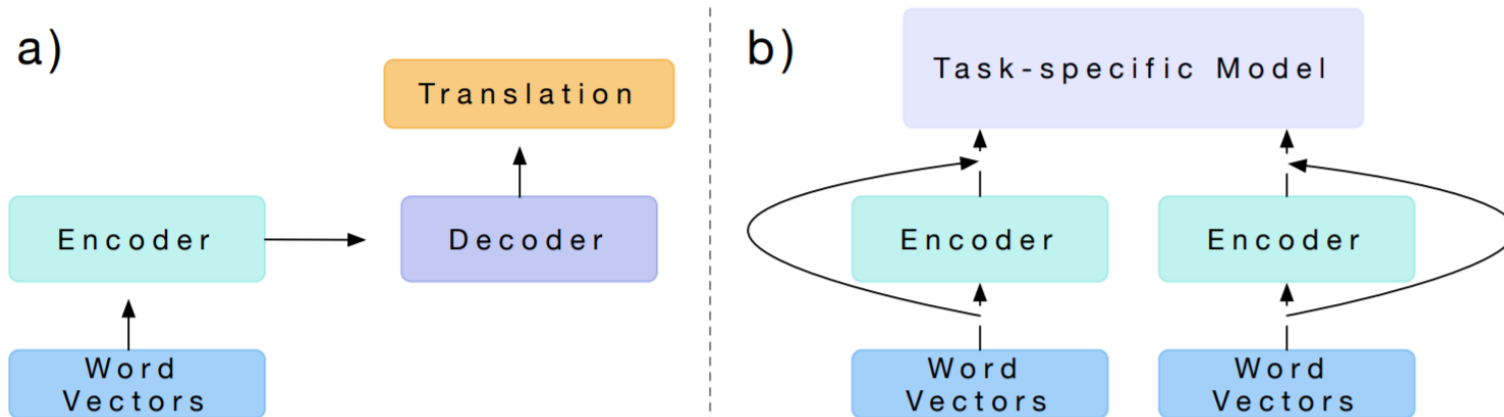 a)
Translation
Encoder
Decoder
Word
Vectors
b)
Task-specific Model
Encoder
Encoder
Word
Vectors
Word
Vectors